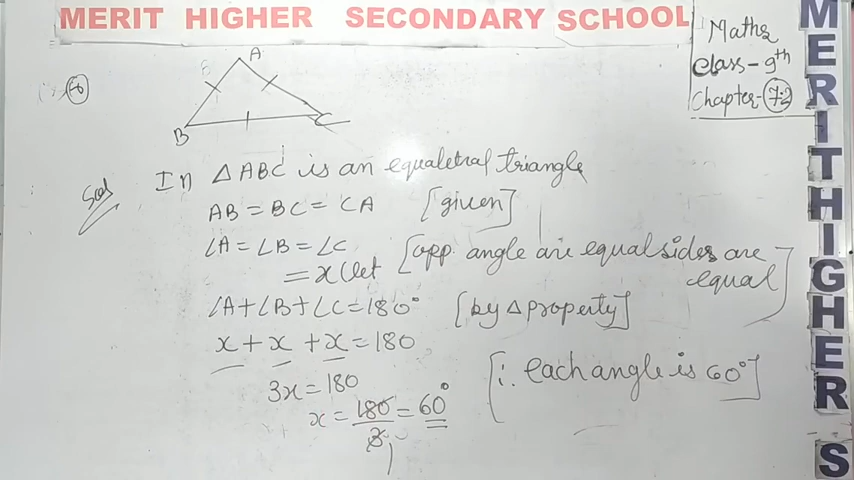 MERIT HIGHER SECONDARY SCHOOL
Maths
Class-9th
Chapter-7.2
A
B
C
Sol
In △ABC is an equaletral triangle
AB = BC = CA [given]
∠A = ∠B = ∠C [opp. angle are equal sides are equal]
= x (let
∠A + ∠B + ∠C = 180° [by △ property]
x + x + x = 180
3x = 180
x = 180/3 = 60°
[∴ each angle is 60°]
MERIT HIGHER S